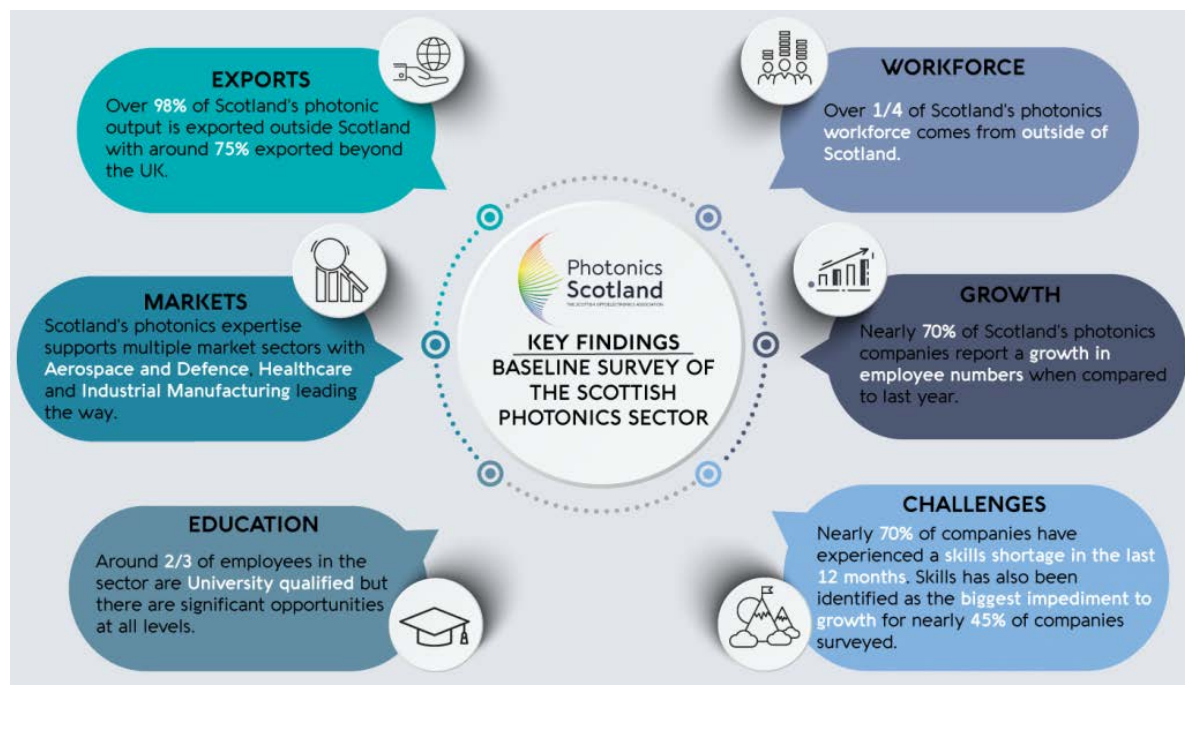 EXPORTS
Over 98% of Scotland's photonic
output is exported outside Scotland
with around 75% exported beyond
the UK.
WORKFORCE
Over 1/4 of Scotland's photonics
workforce comes from outside of
Scotland.
MARKETS
Scotland's photonics expertise
supports multiple market sectors with
Aerospace and Defence, Healthcare
and Industrial Manufacturing leading
the way.
Photonics
Scotland
THE SCOTTISH OPTOELECTRONICS ASSOCIATION
KEY FINDINGS
BASELINE SURVEY OF
THE SCOTTISH
PHOTONICS SECTOR
GROWTH
Nearly 70% of Scotland's photonics
companies report a growth in
employee numbers when compared
to last year.
EDUCATION
Around 2/3 of employees in the
sector are University qualified but
there are significant opportunities
at all levels.
CHALLENGES
Nearly 70% of companies have
experienced a skills shortage in the last
12 months. Skills has also been
identified as the biggest impediment to
growth for nearly 45% of companies
surveyed.